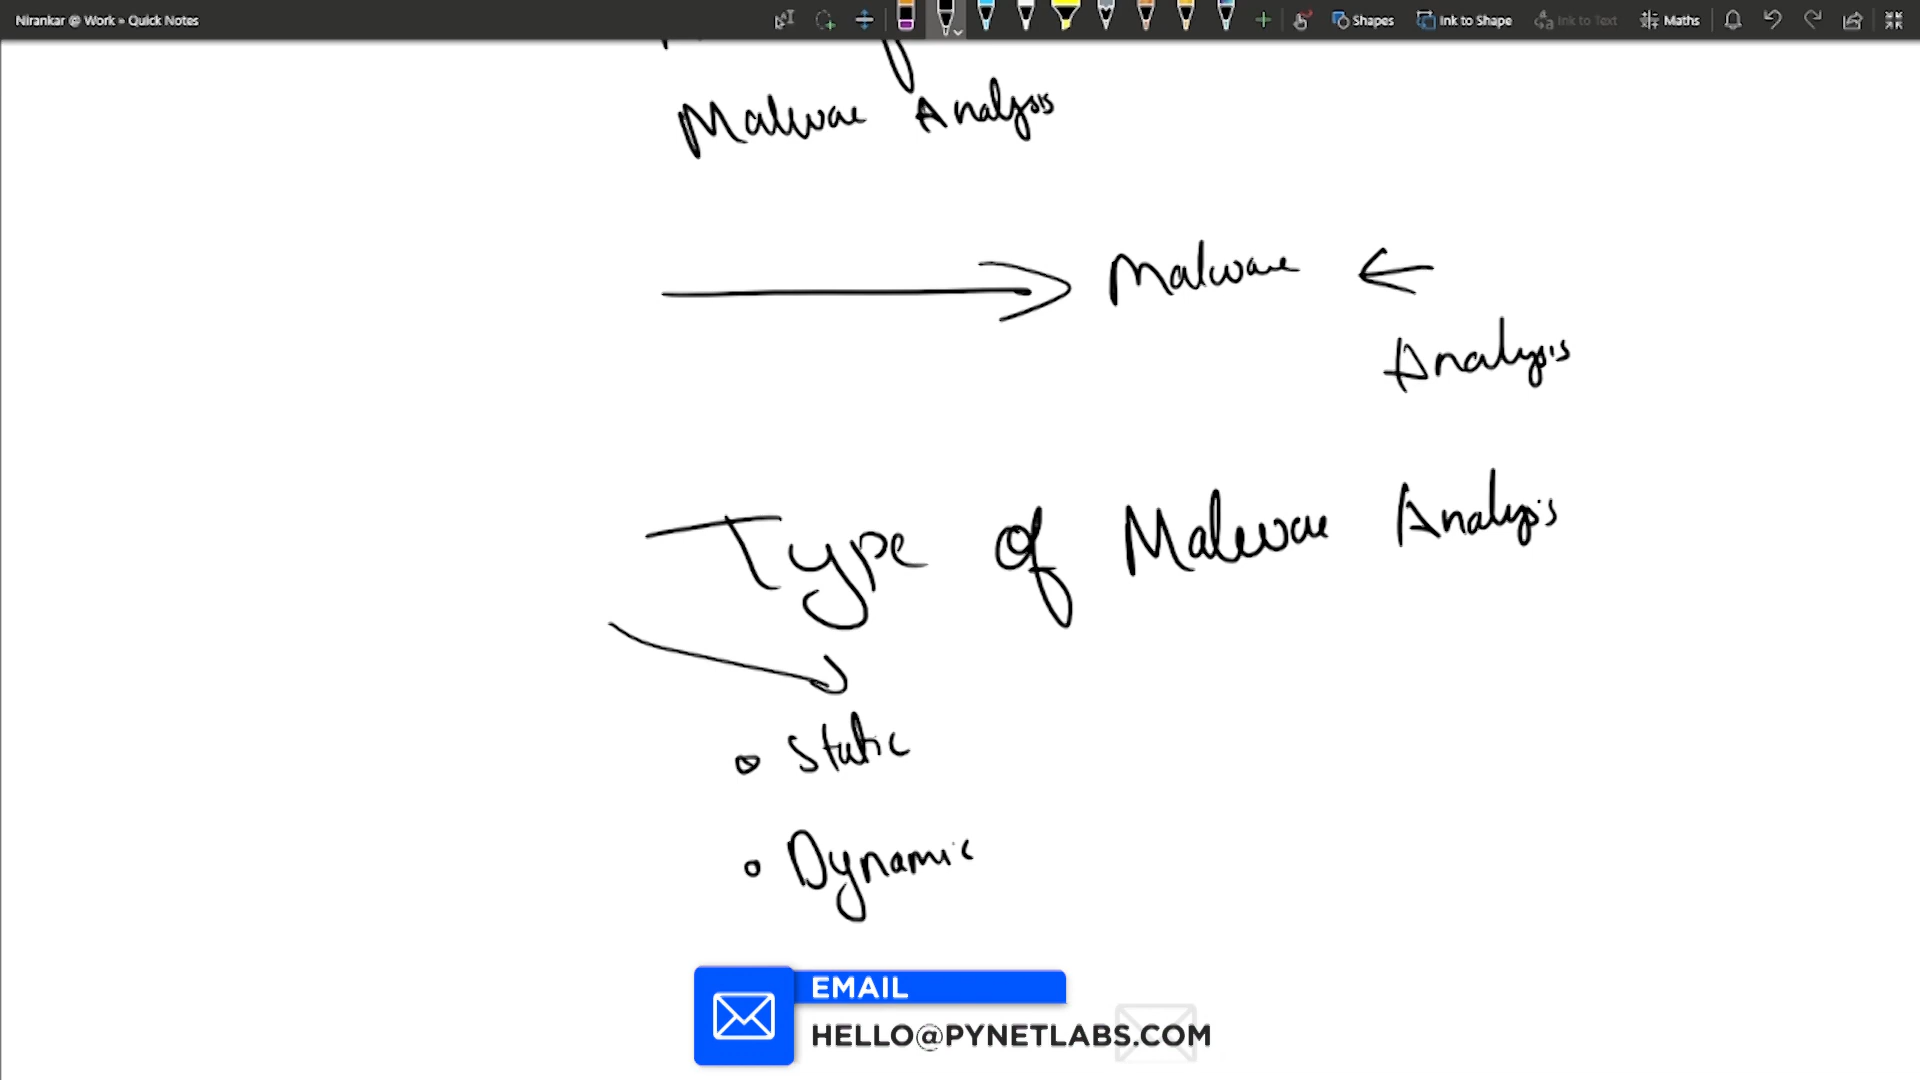 Nirankar @ Work » Quick Notes
Shapes Ink to Shape Ink to Text Maths
Malware Analysis
Malware ←
Analysis
Type of Malware Analysis
• Static
• Dynamic
EMAIL
HELLO@PYNETLABS.COM